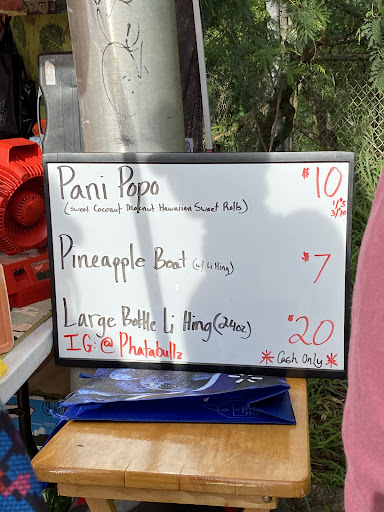 Pani Popo $10
(Sweet Coconut Hawaiian Sweet Rolls) 1/$5
3/$10
Pineapple Boat (w/ Li Hing) $7
Large Bottle Li Hing (24oz) $20
IG: @Phatabullz *Cash Only*